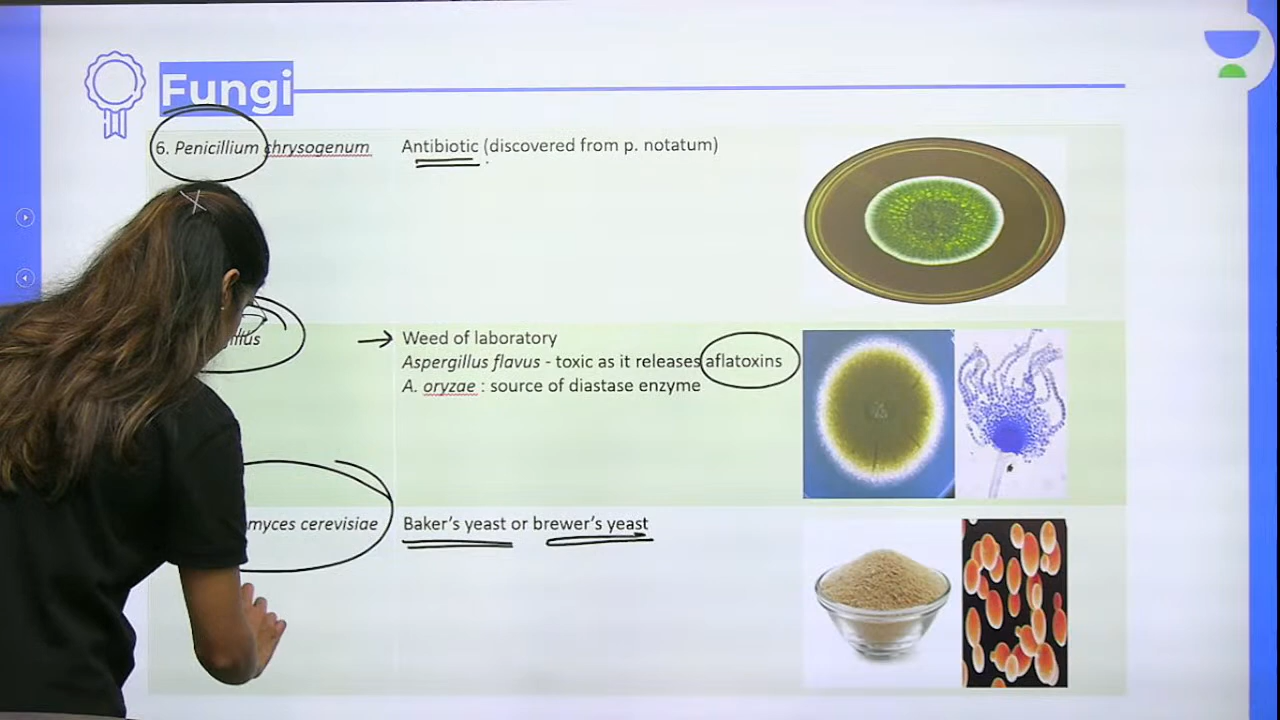 Fungi
6. Penicillium chrysogenum
Antibiotic (discovered from p. notatum)
Weed of laboratory
Aspergillus flavus - toxic as it releases aflatoxins
A. oryzae : source of diastase enzyme
cerevisiae
Baker's yeast or brewer's yeast